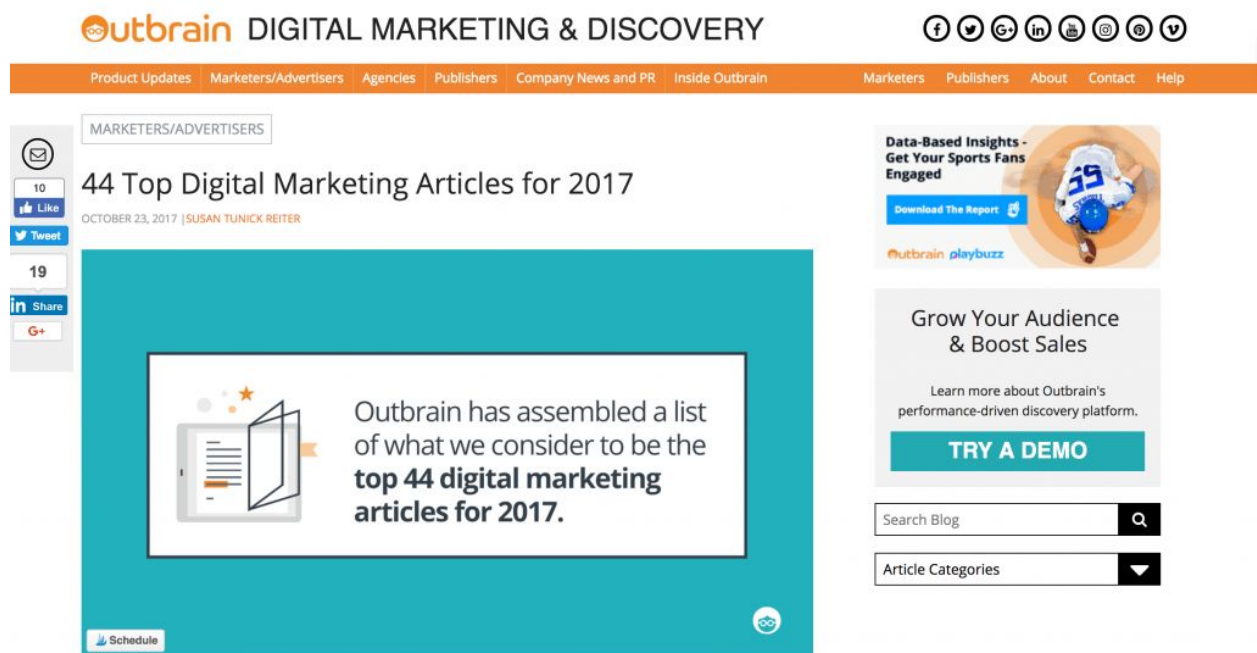 Outbrain DIGITAL MARKETING & DISCOVERY
Product Updates Marketers/Advertisers Agencies Publishers Company News and PR Inside Outbrain Marketers Publishers About Contact Help
MARKETERS/ADVERTISERS
44 Top Digital Marketing Articles for 2017
OCTOBER 23, 2017 | SUSAN TUNICK REITER
10
Like
Tweet
19
in Share
G+
Outbrain has assembled a list
of what we consider to be the
top 44 digital marketing
articles for 2017.
Schedule
Data-Based Insights -
Get Your Sports Fans
Engaged
Download The Report
Outbrain playbuzz
55
Grow Your Audience
& Boost Sales
Learn more about Outbrain's
performance-driven discovery platform.
TRY A DEMO
Search Blog
Article Categories